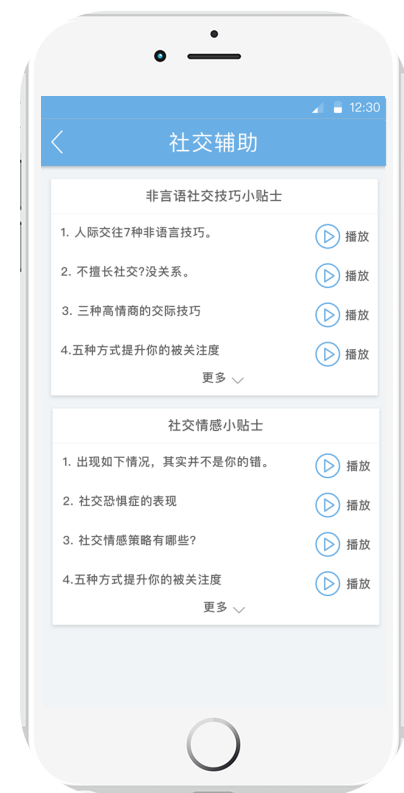 12:30
社交辅助
非言语社交技巧小贴士
1. 人际交往7种非语言技巧。 播放
2. 不擅长社交?没关系。 播放
3. 三种高情商的交际技巧 播放
4.五种方式提升你的被关注度 播放
更多
社交情感小贴士
1. 出现如下情况，其实并不是你的错。 播放
2. 社交恐惧症的表现 播放
3. 社交情感策略有哪些? 播放
4.五种方式提升你的被关注度 播放
更多